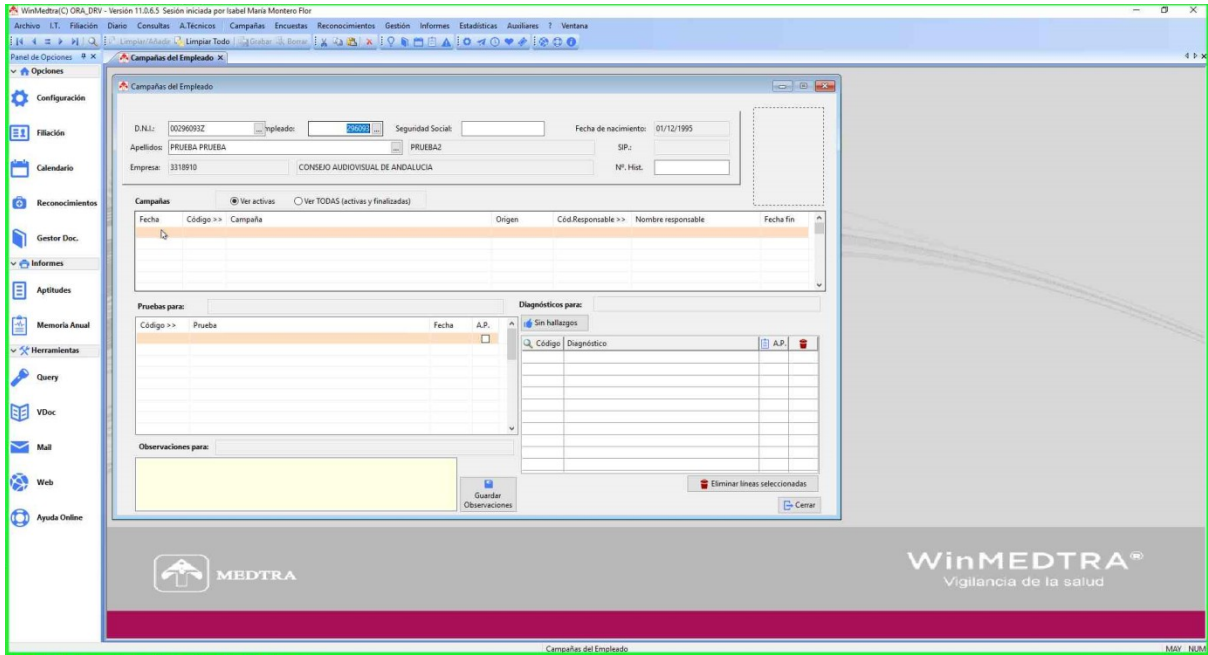 WinMedtra(C) ORA_DRV - Versión 11.0.6.5 Sesión iniciada por Isabel María Montero Flor
Archivo I.T. Filiación Diario Consultas A.Técnicos Campañas Encuestas Reconocimientos Gestión Informes Estadísticas Auxiliares ? Ventana
Limpiar/Añade Limpiar Todo Grabar Borrar
Panel de Opciones
Campañas del Empleado
Opciones
Configuración
Filiación
Calendario
Reconocimientos
Gestor Doc.
Informes
Aptitudes
Memoria Anual
Herramientas
Query
VDoc
Mail
Web
Ayuda Online
Campañas del Empleado
D.N.I.: 00296093Z ... mpleado: 296093 ... Seguridad Social: Fecha de nacimiento: 01/12/1995
Apellidos: PRUEBA PRUEBA ... PRUEBA2 SIP.:
Empresa: 3318910 CONSEJO AUDIOVISUAL DE ANDALUCIA Nº. Hist.
Campañas Ver activas Ver TODAS (activas y finalizadas)
Fecha Código >> Campaña Origen Cód.Responsable >> Nombre responsable Fecha fin
Pruebas para:
Código >> Prueba Fecha A.P.
Diagnósticos para:
Sin hallazgos
Código Diagnóstico A.P.
Observaciones para:
Guardar
Observaciones
Eliminar líneas seleccionadas
Cerrar
MEDTRA
WinMEDTRA®
Vigilancia de la salud
Campañas del Empleado
MAY NUM